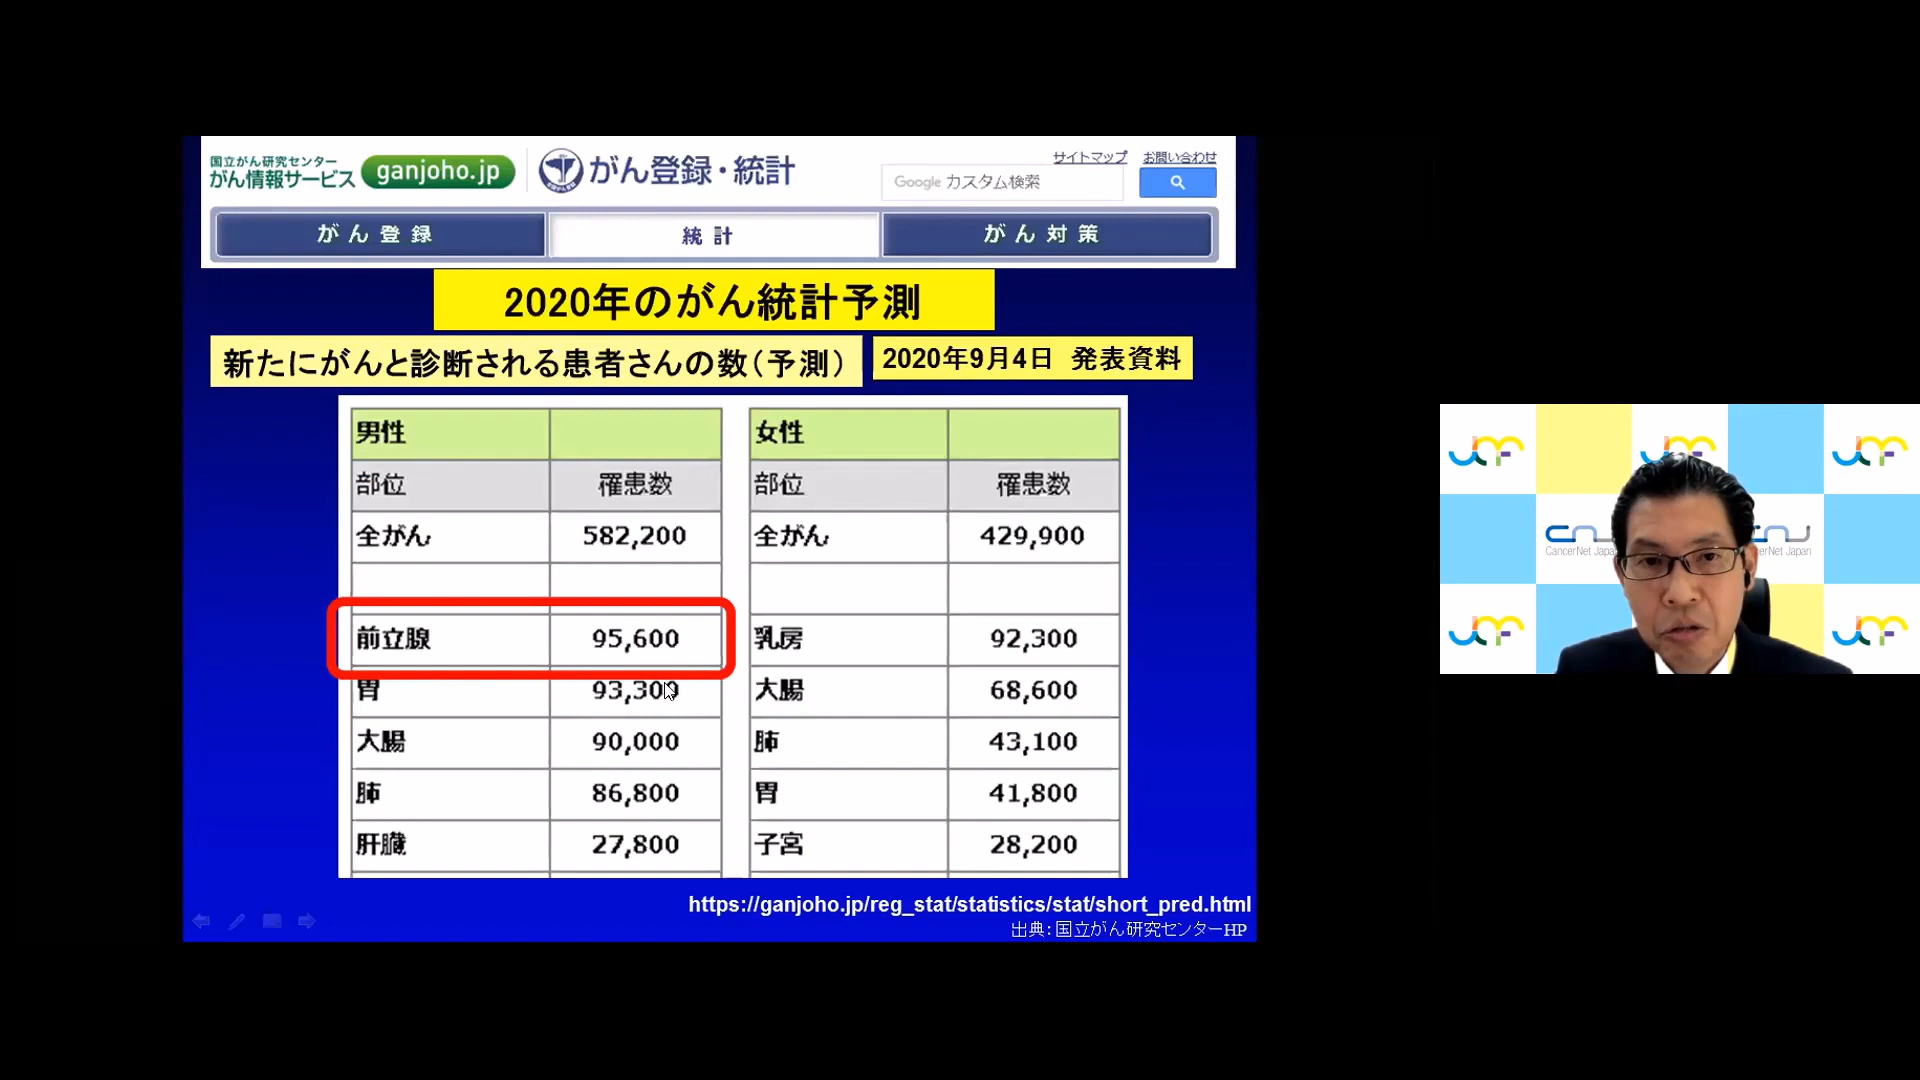 国立がん研究センター
がん情報サービス
ganjoho.jp
がん登録・統計
サイトマップ
お問い合わせ
Google カスタム検索
がん登録
統計
がん対策
2020年のがん統計予測
新たにがんと診断される患者さんの数(予測)
2020年9月4日 発表資料
男性
部位 罹患数
全がん 582,200
前立腺 95,600
胃 93,300
大腸 90,000
肺 86,800
肝臓 27,800
女性
部位 罹患数
全がん 429,900
乳房 92,300
大腸 68,600
肺 43,100
胃 41,800
子宮 28,200
https://ganjoho.jp/reg_stat/statistics/stat/short_pred.html
出典：国立がん研究センターHP
CancerNet Japan